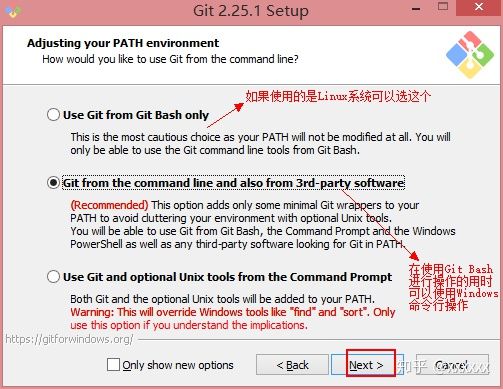 Git 2.25.1 Setup
Adjusting your PATH environment
How would you like to use Git from the command line?
如果使用的是Linux系统可以选这个
Use Git from Git Bash only
This is the most cautious choice as your PATH will not be modified at all. You will
only be able to use the Git command line tools from Git Bash.
Git from the command line and also from 3rd-party software
(Recommended) This option adds only some minimal Git wrappers to your
PATH to avoid cluttering your environment with optional Unix tools.
You will be able to use Git from Git Bash, the Command Prompt and the Windows
PowerShell as well as any third-party software looking for Git in PATH.
在使用Git Bash
进行操作的用时
可以使用Windows
命令行操作
Use Git and optional Unix tools from the Command Prompt
Both Git and the optional Unix tools will be added to your PATH.
Warning: This will override Windows tools like "find" and "sort". Only
use this option if you understand the implications.
https://gitforwindows.org/
Only show new options
< Back
Next >
Cancel
知乎